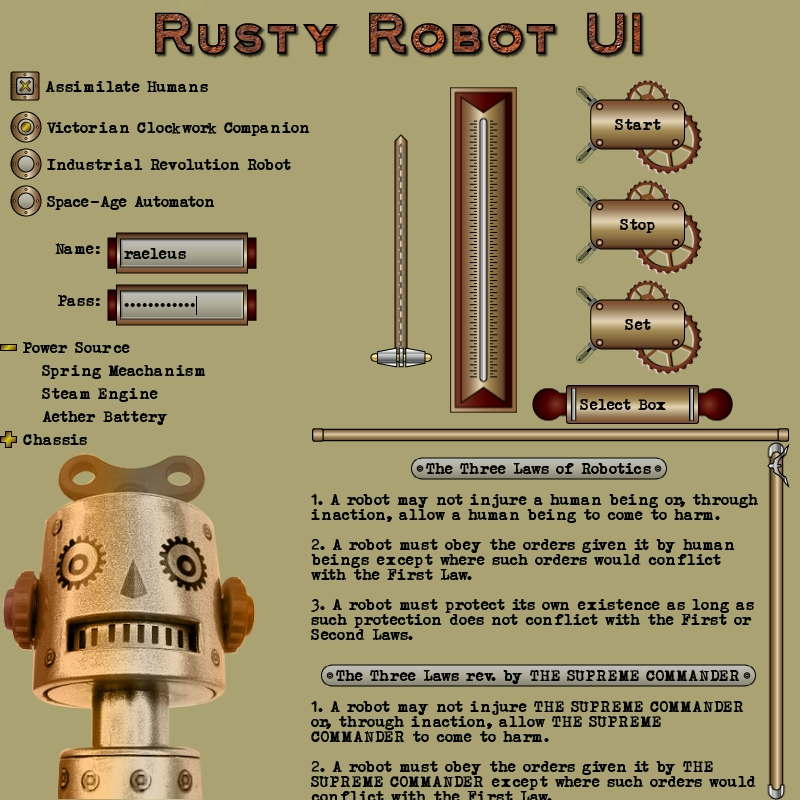 Rusty Robot UI
Assimilate Humans
Victorian Clockwork Companion
Industrial Revolution Robot
Space-Age Automaton
Name: raeleus
Pass: ••••••••••••
Power Source
Spring Meachanism
Steam Engine
Aether Battery
Chassis
Start
Stop
Set
Select Box
The Three Laws of Robotics
1. A robot may not injure a human being or, through
inaction, allow a human being to come to harm.
2. A robot must obey the orders given it by human
beings except where such orders would conflict
with the First Law.
3. A robot must protect its own existence as long as
such protection does not conflict with the First or
Second Laws.
The Three Laws rev. by THE SUPREME COMMANDER
1. A robot may not injure THE SUPREME COMMANDER
or, through inaction, allow THE SUPREME
COMMANDER to come to harm.
2. A robot must obey the orders given it by THE
SUPREME COMMANDER except where such orders would
conflict with the First Law.